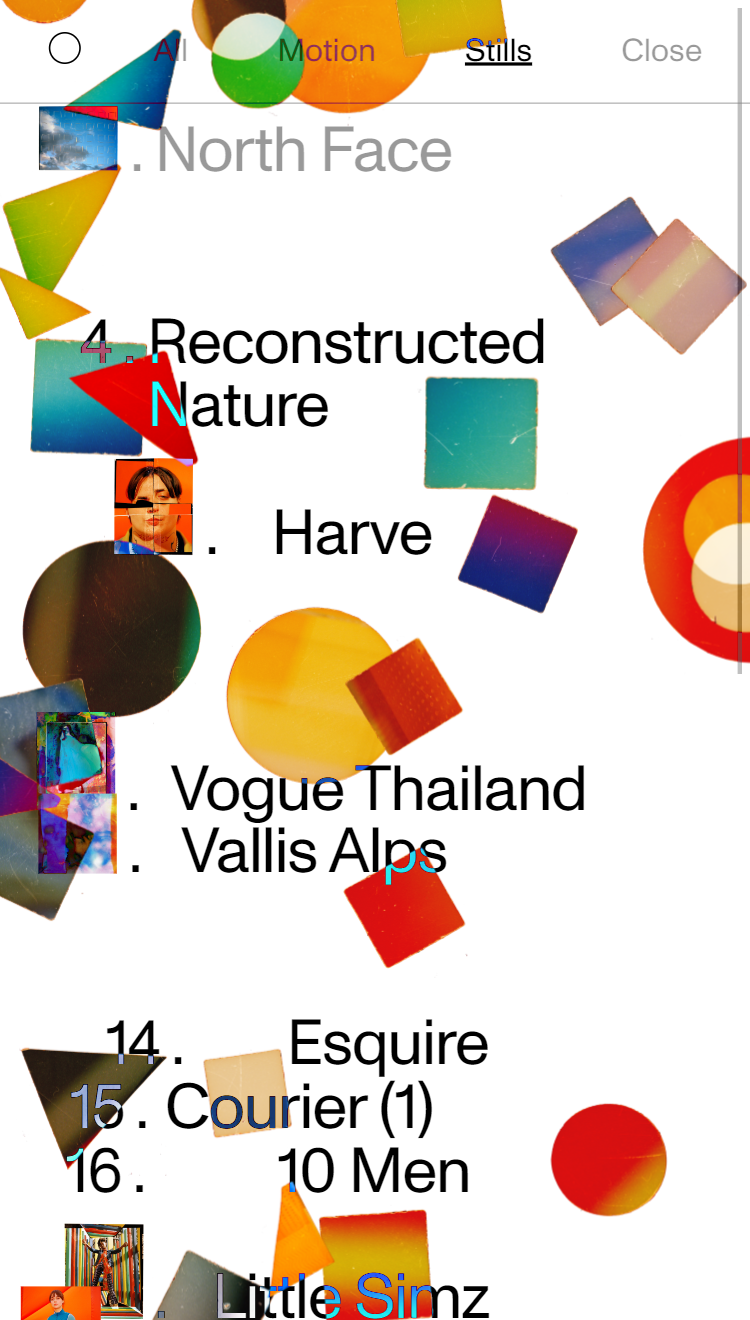 All Motion Stills Close
. North Face
4 . Reconstructed
Nature
. Harve
. Vogue Thailand
. Vallis Alps
14 . Esquire
15 . Courier (1)
16 . 10 Men
. Little Simz